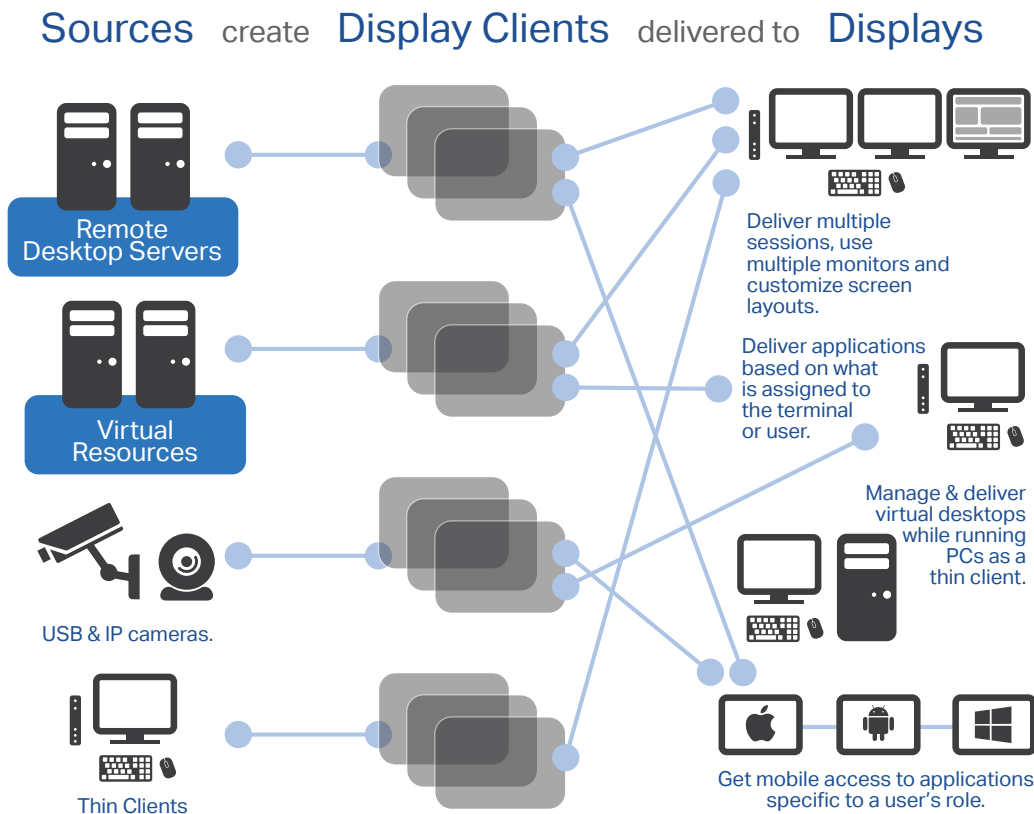 Sources create Display Clients delivered to Displays
Remote
Desktop Servers
Virtual
Resources
USB & IP cameras.
Thin Clients
Deliver multiple
sessions, use
multiple monitors and
customize screen
layouts.
Deliver applications
based on what
is assigned to
the terminal
or user.
Manage & deliver
virtual desktops
while running
PCs as a
thin client.
Get mobile access to applications
specific to a user's role.